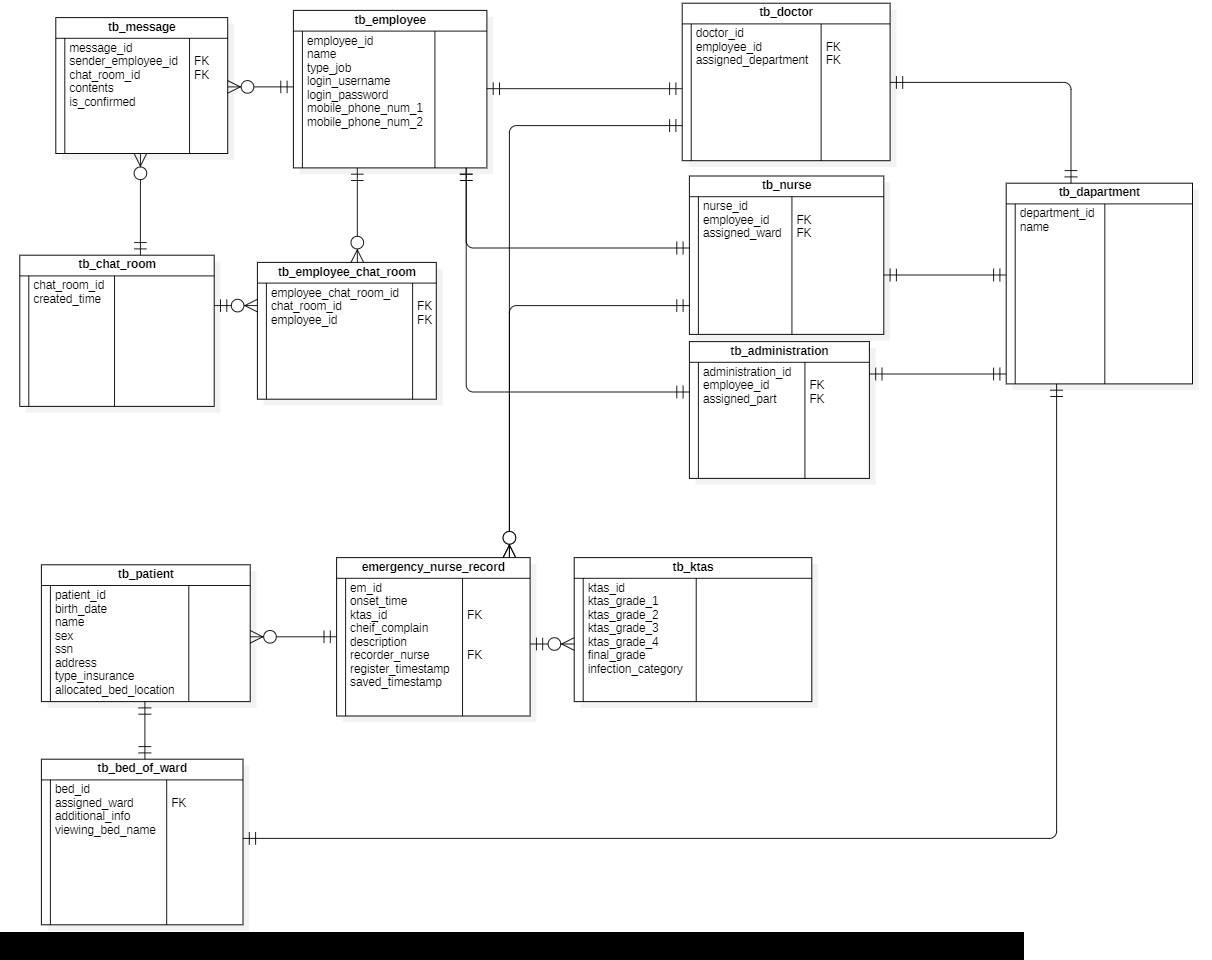 tb_message
message_id
sender_employee_id FK
chat_room_id FK
contents
is_confirmed
tb_employee
employee_id
name
type_job
login_username
login_password
mobile_phone_num_1
mobile_phone_num_2
tb_doctor
doctor_id
employee_id FK
assigned_department FK
tb_nurse
nurse_id
employee_id FK
assigned_ward FK
tb_dapartment
department_id
name
tb_chat_room
chat_room_id
created_time
tb_employee_chat_room
employee_chat_room_id
chat_room_id FK
employee_id FK
tb_administration
administration_id
employee_id FK
assigned_part FK
tb_patient
patient_id
birth_date
name
sex
ssn
address
type_insurance
allocated_bed_location
emergency_nurse_record
em_id
onset_time
ktas_id FK
cheif_complain
description
recorder_nurse FK
register_timestamp
saved_timestamp
tb_ktas
ktas_id
ktas_grade_1
ktas_grade_2
ktas_grade_3
ktas_grade_4
final_grade
infection_category
tb_bed_of_ward
bed_id
assigned_ward FK
additional_info
viewing_bed_name